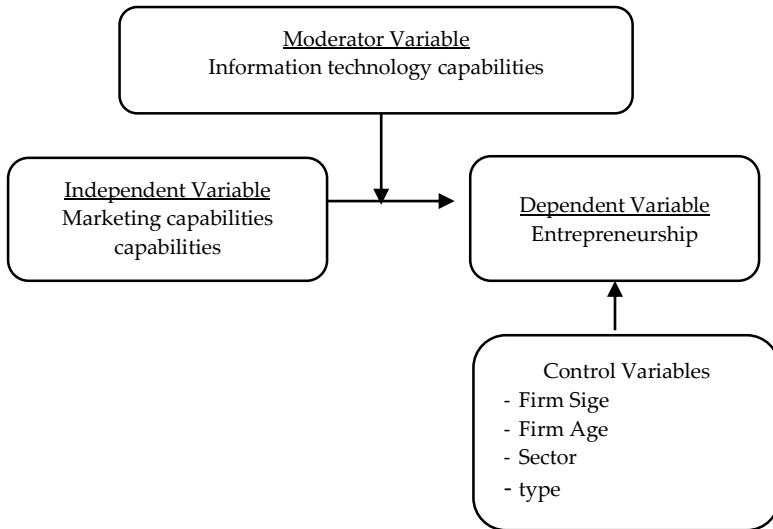 Moderator Variable
Information technology capabilities
Independent Variable
Marketing capabilities
capabilities
Dependent Variable
Entrepreneurship
Control Variables
- Firm Sige
- Firm Age
- Sector
- type